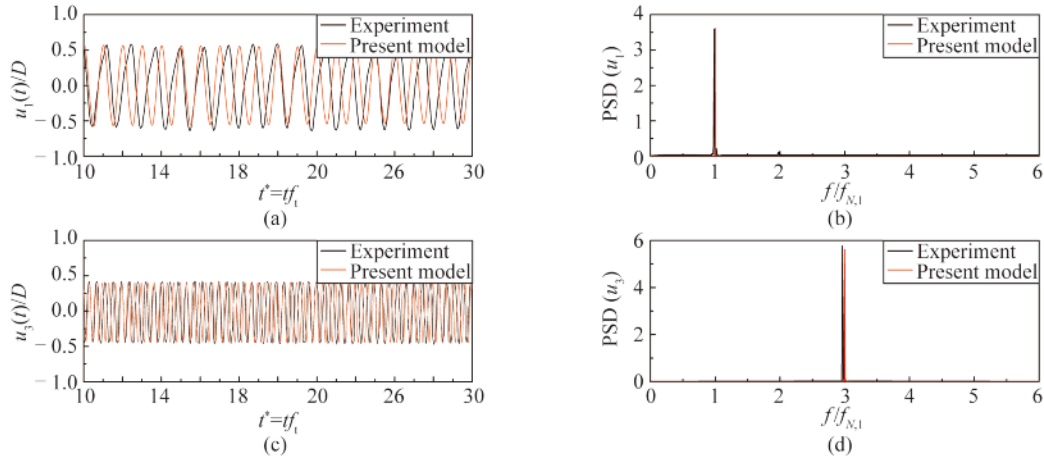 1.0
0.5
0.0
−0.5
−1.0
u₁(t)/D
Experiment
Present model
10 14 18 20 22 26 30
t*=tfₜ
(a)
4
3
2
1
0
PSD (u₁)
Experiment
Present model
0 1 2 3 4 5 6
f/f_N,1
(b)
1.0
0.5
0.0
−0.5
−1.0
u₃(t)/D
Experiment
Present model
10 14 18 20 22 26 30
t*=tfₜ
(c)
6
4
2
0
PSD (u₃)
Experiment
Present model
0 1 2 3 4 5 6
f/f_N,1
(d)